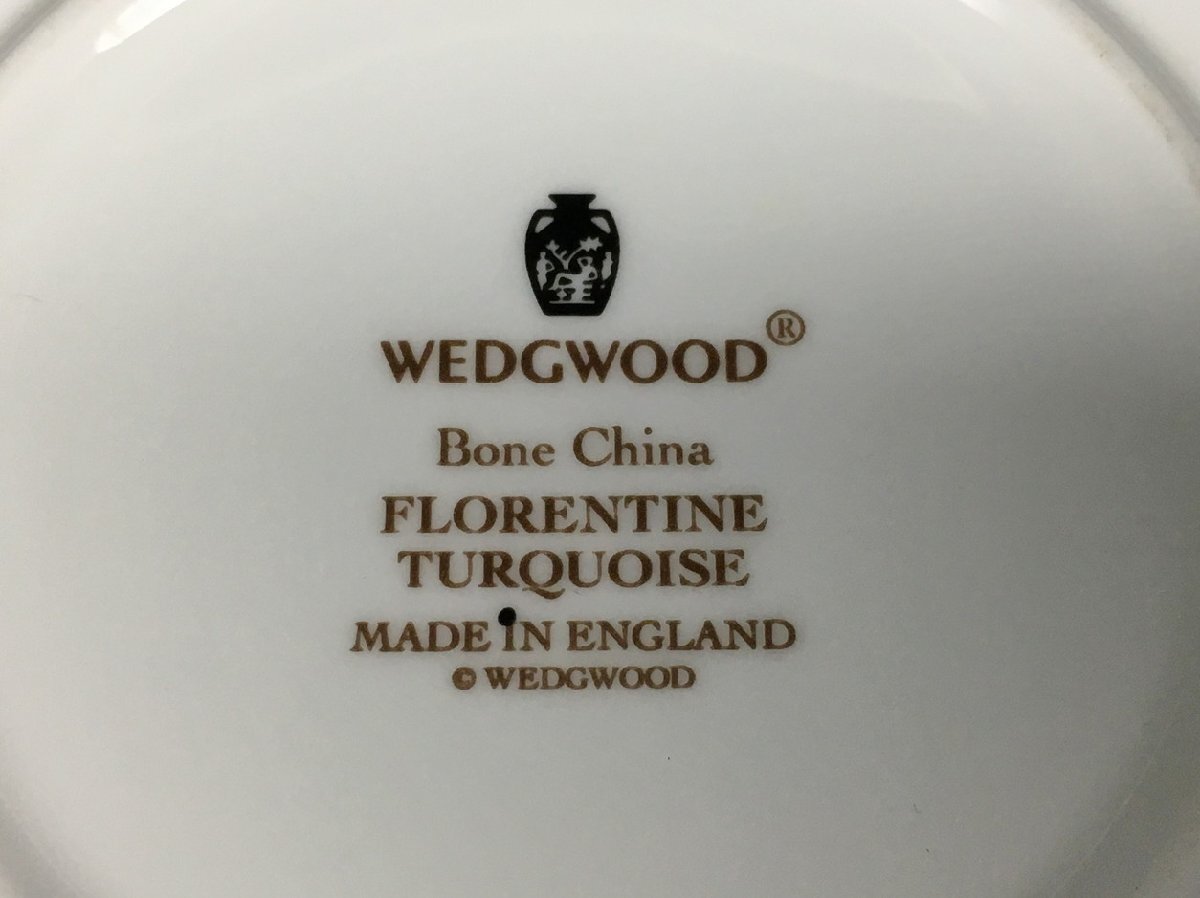 WEDGWOOD®
Bone China
FLORENTINE
TURQUOISE
MADE IN ENGLAND
© WEDGWOOD